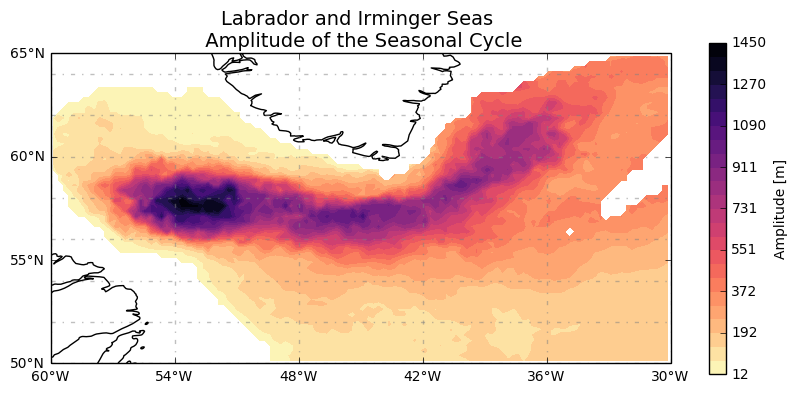 Labrador and Irminger Seas
Amplitude of the Seasonal Cycle
65°N
60°N
55°N
50°N
60°W 54°W 48°W 42°W 36°W 30°W
1450
1270
1090
911
731
551
372
192
12
Amplitude [m]